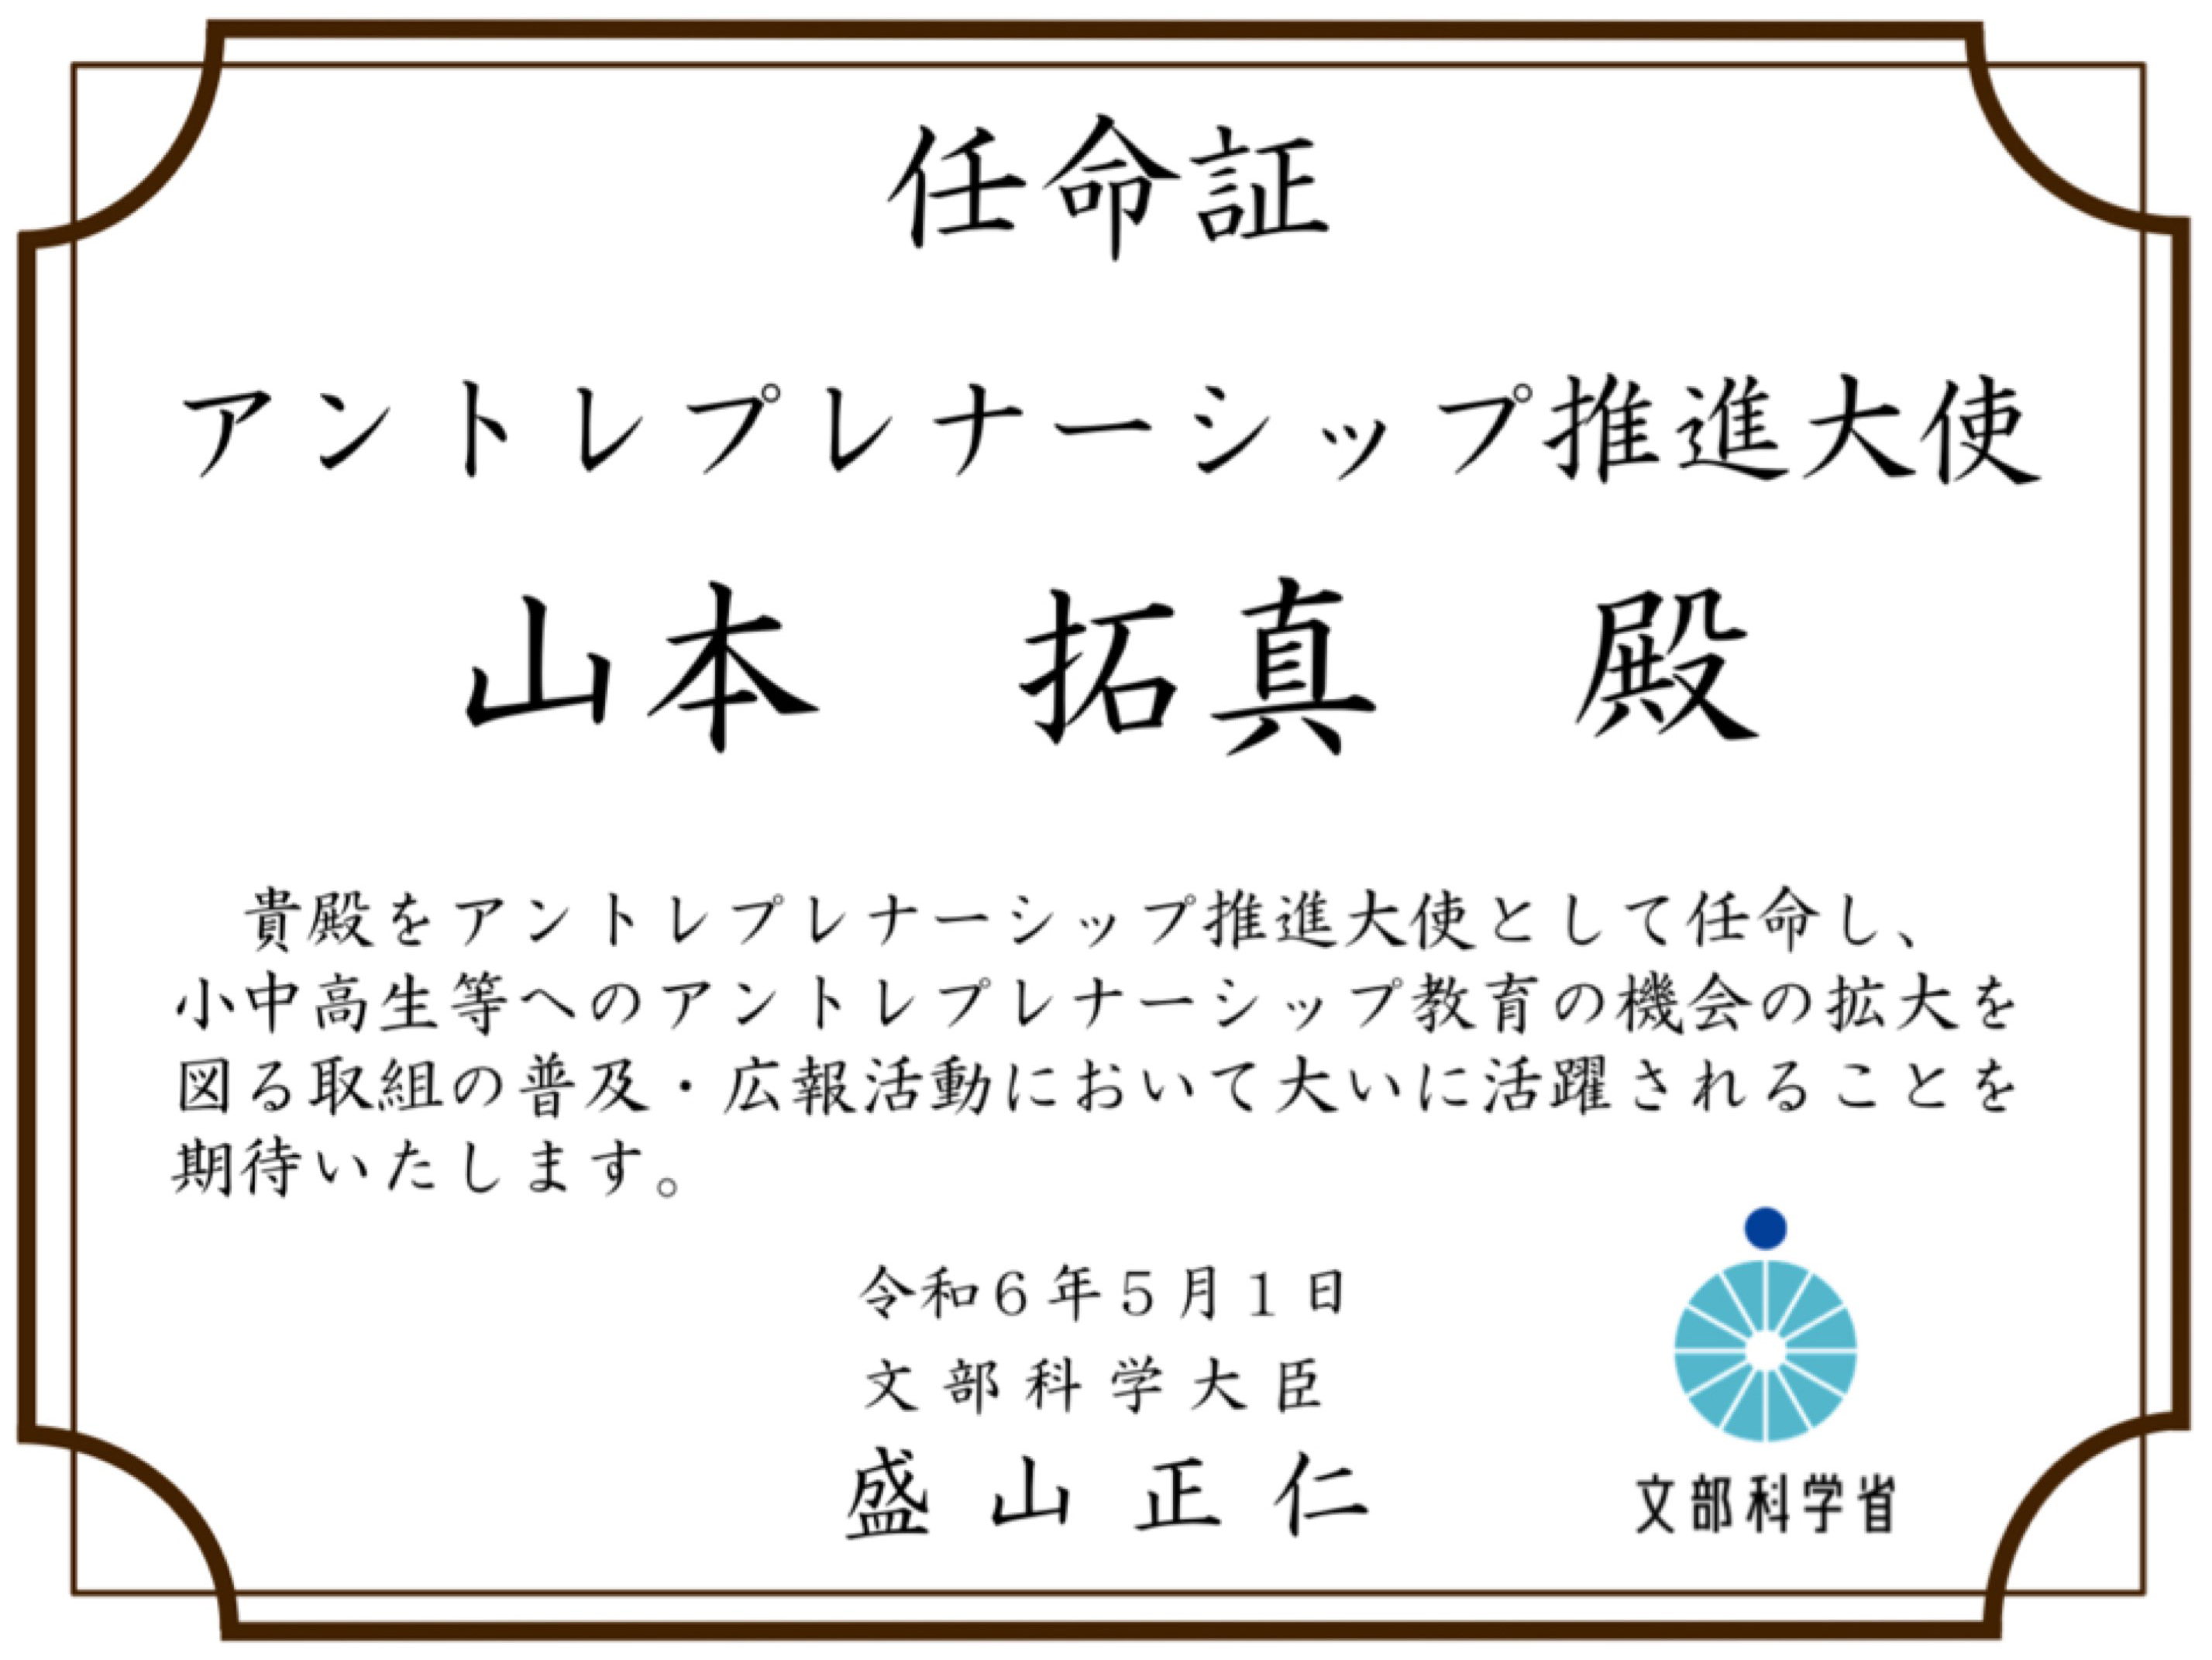 任命証
アントレプレナーシップ推進大使
山本　拓真　殿
　貴殿をアントレプレナーシップ推進大使として任命し、
小中高生等へのアントレプレナーシップ教育の機会の拡大を
図る取組の普及・広報活動において大いに活躍されることを
期待いたします。
令和６年５月１日
文部科学大臣
盛山正仁
文部科学省